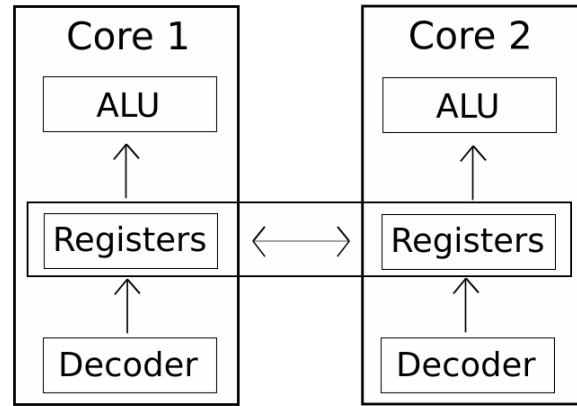 Core 1
ALU
Registers
Decoder
Core 2
ALU
Registers
Decoder